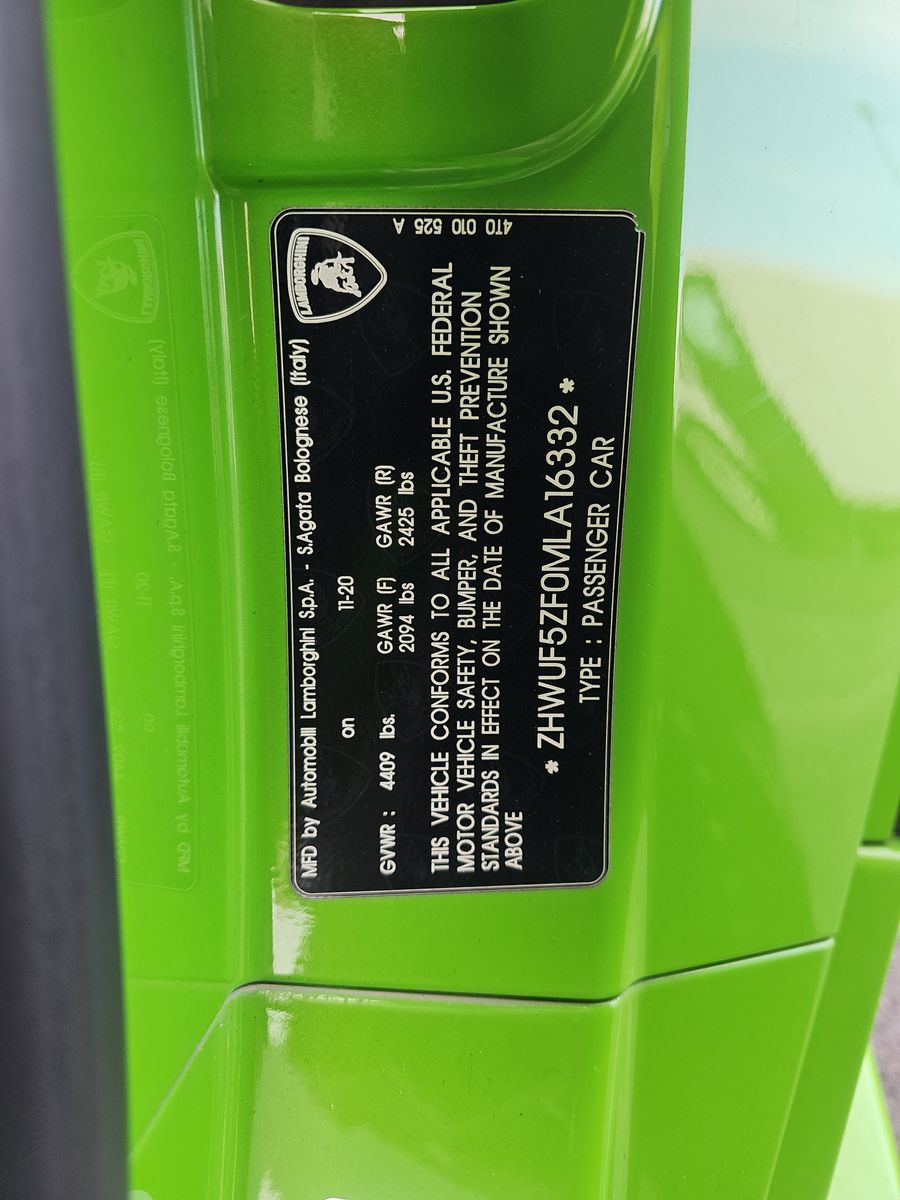 LAMBORGHINI
MFD by Automobili Lamborghini S.p.A. - S.Agata Bolognese (Italy)
on 11-20
GVWR : 4409 lbs. GAWR (F) GAWR (R)
2094 lbs 2425 lbs
THIS VEHICLE CONFORMS TO ALL APPLICABLE U.S. FEDERAL
MOTOR VEHICLE SAFETY, BUMPER, AND THEFT PREVENTION
STANDARDS IN EFFECT ON THE DATE OF MANUFACTURE SHOWN
ABOVE
* ZHWUF5ZF0MLA16332 *
TYPE : PASSENGER CAR
4T0 010 525 A